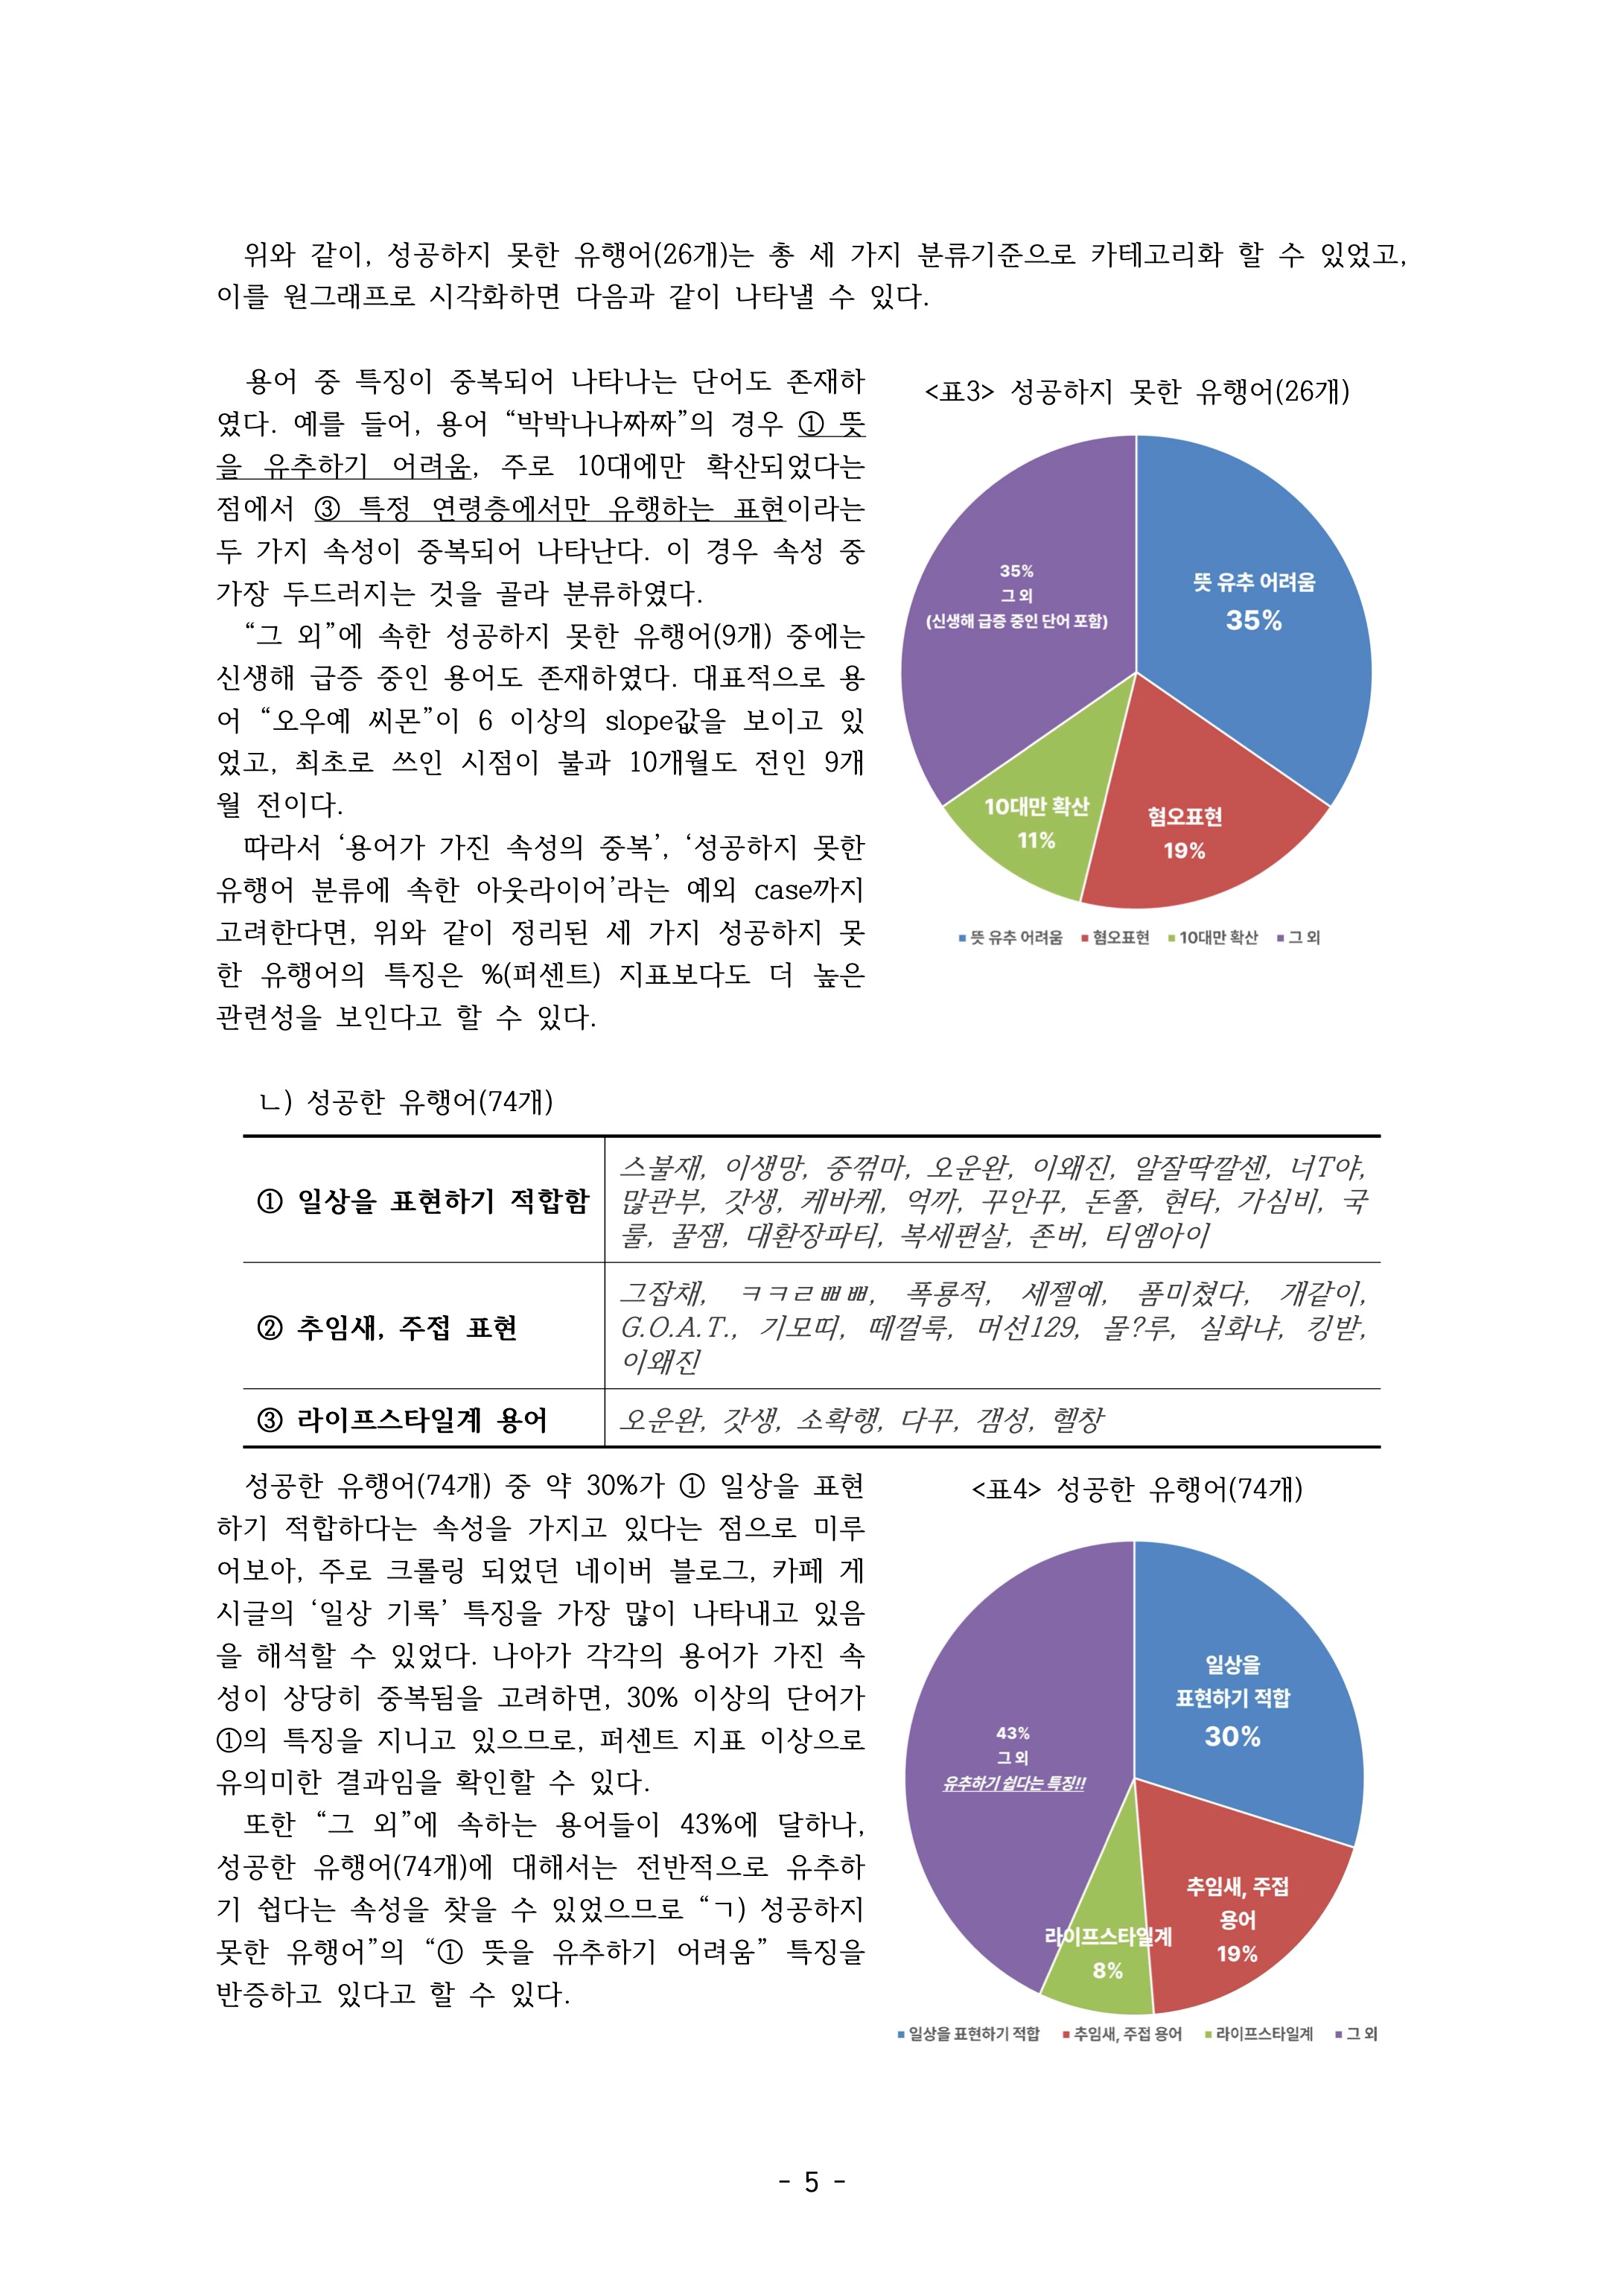 위와 같이, 성공하지 못한 유행어(26개)는 총 세 가지 분류기준으로 카테고리화 할 수 있었고,
이를 원그래프로 시각화하면 다음과 같이 나타낼 수 있다.
용어 중 특징이 중복되어 나타나는 단어도 존재하
였다. 예를 들어, 용어 “박박나나짜짜”의 경우 ① 뜻
을 유추하기 어려움, 주로 10대에만 확산되었다는
점에서 ③ 특정 연령층에서만 유행하는 표현이라는
두 가지 속성이 중복되어 나타난다. 이 경우 속성 중
가장 두드러지는 것을 골라 분류하였다.
“그 외”에 속한 성공하지 못한 유행어(9개) 중에는
신생해 급증 중인 용어도 존재하였다. 대표적으로 용
어 “오우예 씨몬”이 6 이상의 slope값을 보이고 있
었고, 최초로 쓰인 시점이 불과 10개월도 전인 9개
월 전이다.
따라서 ‘용어가 가진 속성의 중복’, ‘성공하지 못한
유행어 분류에 속한 아웃라이어’라는 예외 case까지
고려한다면, 위와 같이 정리된 세 가지 성공하지 못
한 유행어의 특징은 %(퍼센트) 지표보다도 더 높은
관련성을 보인다고 할 수 있다.
<표3> 성공하지 못한 유행어(26개)
35%
그 외
(신생해 급증 중인 단어 포함)
뜻 유추 어려움
35%
10대만 확산
11%
혐오표현
19%
뜻 유추 어려움 혐오표현 10대만 확산 그 외
ㄴ) 성공한 유행어(74개)
① 일상을 표현하기 적합함
스불재, 이생망, 중꺾마, 오운완, 이왜진, 알잘딱깔센, 너T야,
많관부, 갓생, 케바케, 억까, 꾸안꾸, 돈쭐, 현타, 가심비, 국
룰, 꿀잼, 대환장파티, 복세편살, 존버, 티엠아이
② 추임새, 주접 표현
그잡채, ㅋㅋㄹㅃㅃ, 폭룡적, 세젤예, 폼미쳤다, 개같이,
G.O.A.T., 기모띠, 떼껄룩, 머선129, 몰?루, 실화냐, 킹받,
이왜진
③ 라이프스타일계 용어
오운완, 갓생, 소확행, 다꾸, 갬성, 헬창
성공한 유행어(74개) 중 약 30%가 ① 일상을 표현
하기 적합하다는 속성을 가지고 있다는 점으로 미루
어보아, 주로 크롤링 되었던 네이버 블로그, 카페 게
시글의 ‘일상 기록’ 특징을 가장 많이 나타내고 있음
을 해석할 수 있었다. 나아가 각각의 용어가 가진 속
성이 상당히 중복됨을 고려하면, 30% 이상의 단어가
①의 특징을 지니고 있으므로, 퍼센트 지표 이상으로
유의미한 결과임을 확인할 수 있다.
또한 “그 외”에 속하는 용어들이 43%에 달하나,
성공한 유행어(74개)에 대해서는 전반적으로 유추하
기 쉽다는 속성을 찾을 수 있었으므로 “ㄱ) 성공하지
못한 유행어”의 “① 뜻을 유추하기 어려움” 특징을
반증하고 있다고 할 수 있다.
<표4> 성공한 유행어(74개)
일상을
표현하기 적합
30%
43%
그 외
유추하기 쉽다는 특징!!
추임새, 주접
용어
19%
라이프스타일계
8%
일상을 표현하기 적합 추임새, 주접 용어 라이프스타일계 그 외
- 5 -